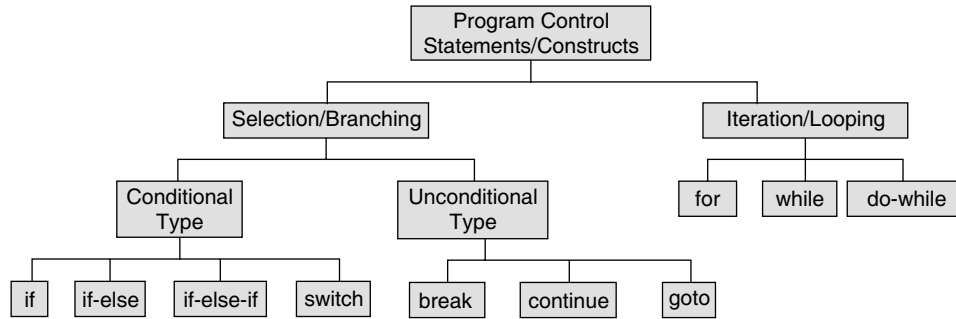 Program Control
Statements/Constructs
Selection/Branching
Iteration/Looping
Conditional
Type
Unconditional
Type
for
while
do-while
if
if-else
if-else-if
switch
break
continue
goto